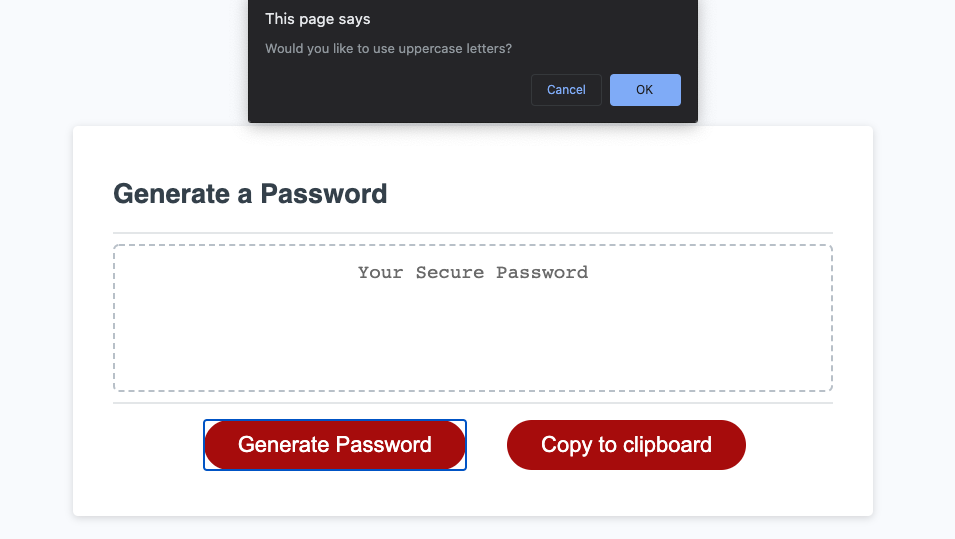 This page says
Would you like to use uppercase letters?
Cancel
OK
Generate a Password
Your Secure Password
Generate Password
Copy to clipboard